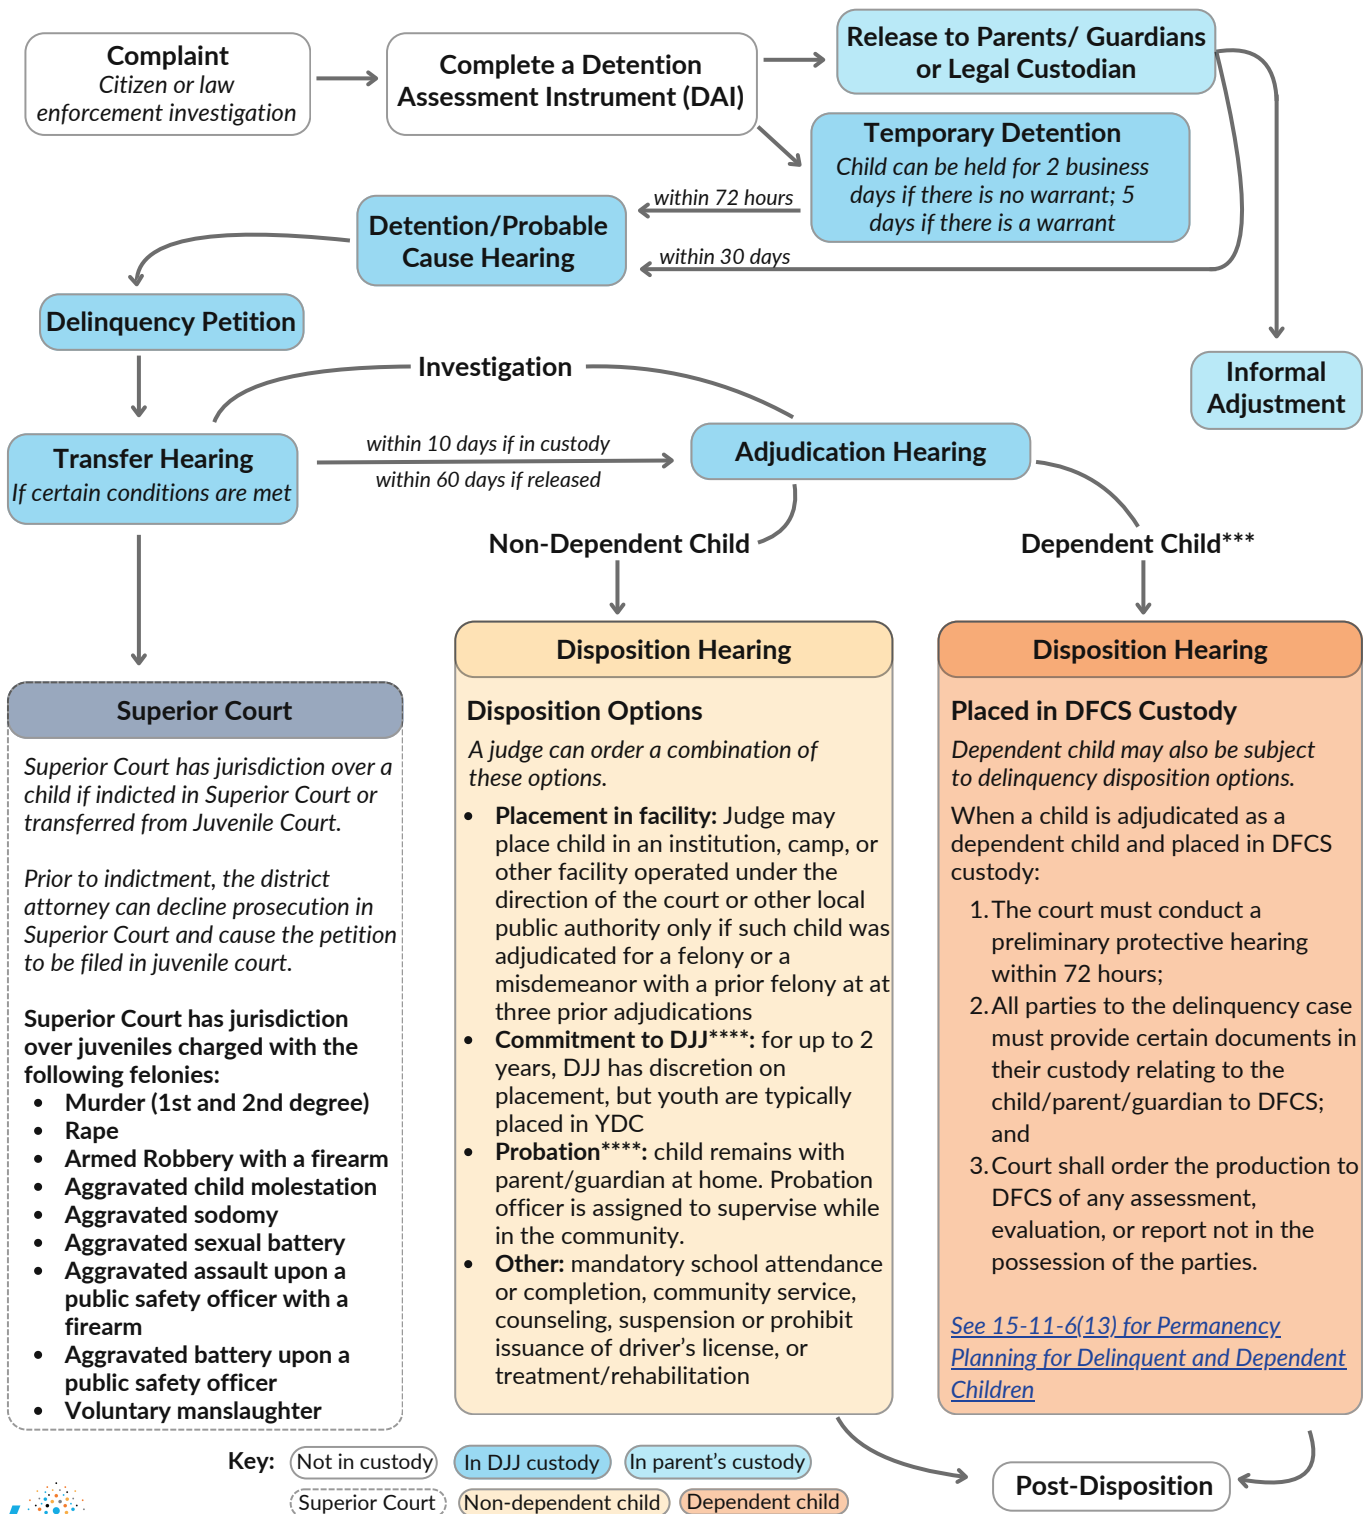 Complaint
Citizen or law
enforcement investigation
Complete a Detention
Assessment Instrument (DAI)
Release to Parents/ Guardians
or Legal Custodian
Temporary Detention
Child can be held for 2 business
days if there is no warrant; 5
days if there is a warrant
within 72 hours
Detention/Probable
Cause Hearing
within 30 days
Delinquency Petition
Investigation
Informal
Adjustment
Transfer Hearing
If certain conditions are met
within 10 days if in custody
within 60 days if released
Adjudication Hearing
Non-Dependent Child
Dependent Child***
Superior Court
Superior Court has jurisdiction over a
child if indicted in Superior Court or
transferred from Juvenile Court.
Prior to indictment, the district
attorney can decline prosecution in
Superior Court and cause the petition
to be filed in juvenile court.
Superior Court has jurisdiction
over juveniles charged with the
following felonies:
• Murder (1st and 2nd degree)
• Rape
• Armed Robbery with a firearm
• Aggravated child molestation
• Aggravated sodomy
• Aggravated sexual battery
• Aggravated assault upon a
public safety officer with a
firearm
• Aggravated battery upon a
public safety officer
• Voluntary manslaughter
Disposition Hearing
Disposition Options
A judge can order a combination of
these options.
• Placement in facility: Judge may
place child in an institution, camp, or
other facility operated under the
direction of the court or other local
public authority only if such child was
adjudicated for a felony or a
misdemeanor with a prior felony at at
three prior adjudications
• Commitment to DJJ****: for up to 2
years, DJJ has discretion on
placement, but youth are typically
placed in YDC
• Probation****: child remains with
parent/guardian at home. Probation
officer is assigned to supervise while
in the community.
• Other: mandatory school attendance
or completion, community service,
counseling, suspension or prohibit
issuance of driver's license, or
treatment/rehabilitation
Disposition Hearing
Placed in DFCS Custody
Dependent child may also be subject
to delinquency disposition options.
When a child is adjudicated as a
dependent child and placed in DFCS
custody:
1. The court must conduct a
preliminary protective hearing
within 72 hours;
2. All parties to the delinquency case
must provide certain documents in
their custody relating to the
child/parent/guardian to DFCS;
and
3. Court shall order the production to
DFCS of any assessment,
evaluation, or report not in the
possession of the parties.
See 15-11-6(13) for Permanency
Planning for Delinquent and Dependent
Children
Key:
Not in custody
In DJJ custody
In parent's custody
Superior Court
Non-dependent child
Dependent child
Post-Disposition